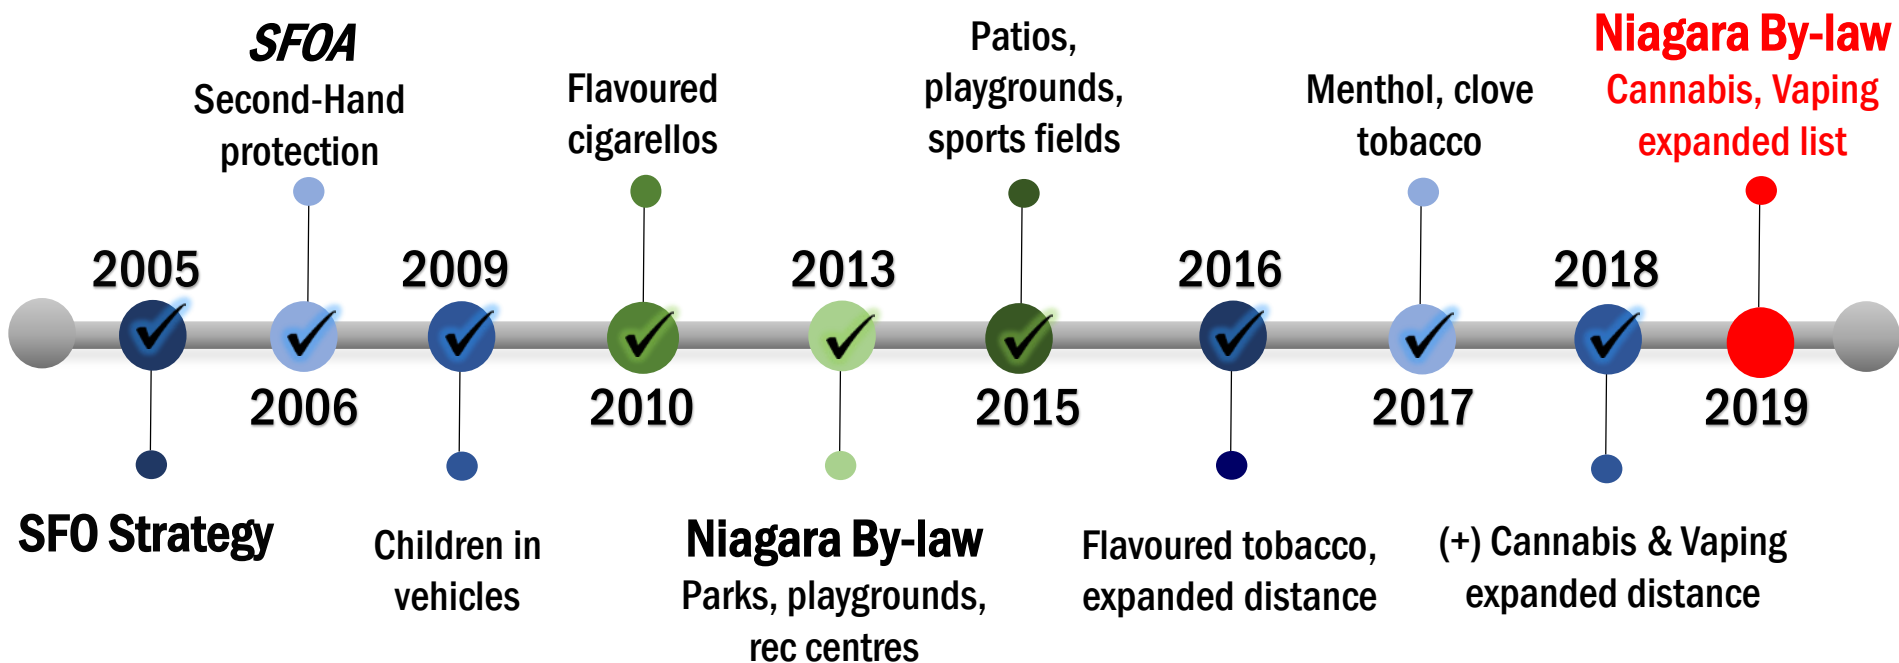 SFOA
Second-Hand
protection
Flavoured
cigarellos
Patios,
playgrounds,
sports fields
Menthol, clove
tobacco
Niagara By-law
Cannabis, Vaping
expanded list
2005
2009
2013
2016
2018
2006
2010
2015
2017
2019
SFO Strategy
Children in
vehicles
Niagara By-law
Parks, playgrounds,
rec centres
Flavoured tobacco,
expanded distance
(+) Cannabis & Vaping
expanded distance